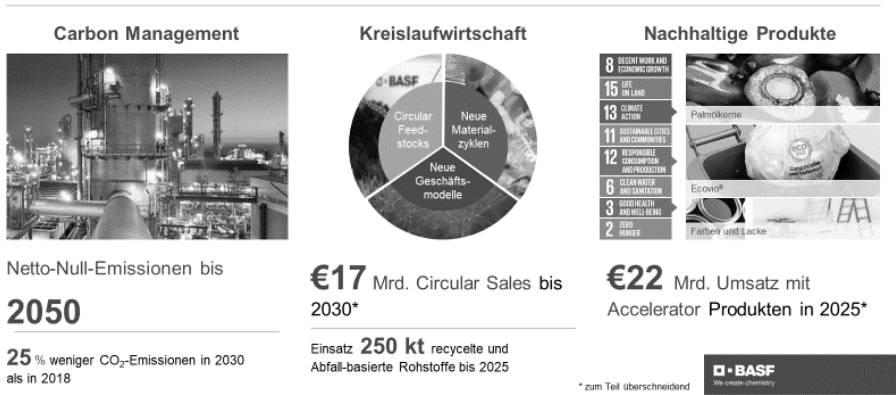 Carbon Management
Netto-Null-Emissionen bis
2050
25 % weniger CO₂-Emissionen in 2030
als in 2018
Kreislaufwirtschaft
BASF
Circular
Feed-
stocks
Neue
Material-
zyklen
Neue
Geschäfts-
modelle
€17 Mrd. Circular Sales bis
2030*
Einsatz 250 kt recycelte und
Abfall-basierte Rohstoffe bis 2025
Nachhaltige Produkte
8 DECENT WORK AND
ECONOMIC GROWTH
15 LIFE
ON LAND
13 CLIMATE
ACTION
11 SUSTAINABLE CITIES
AND COMMUNITIES
12 RESPONSIBLE
CONSUMPTION
AND PRODUCTION
6 CLEAN WATER
AND SANITATION
3 GOOD HEALTH
AND WELL-BEING
2 ZERO
HUNGER
Palmölkerne
eco
Ecovio®
Farben und Lacke
€22 Mrd. Umsatz mit
Accelerator Produkten in 2025*
* zum Teil überschneidend
BASF
We create chemistry